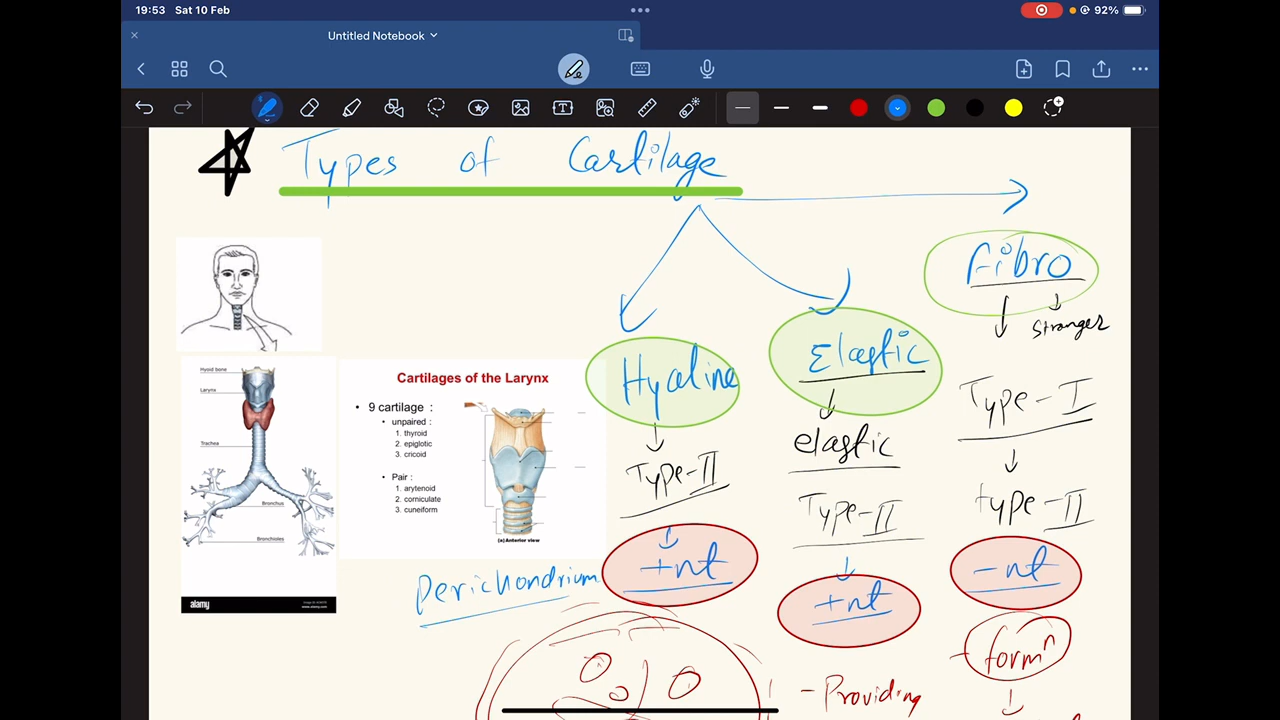 19:53 Sat 10 Feb
92%
Untitled Notebook
Types of Cartilage
Fibro
stronger
Hyaline
Elastic
Type-I
elastic
Type-II
Type-II
type-II
+nt
+nt
-nt
Perichondrium
formⁿ
- Providing
Hyoid bone
Larynx
Trachea
Bronchus
Bronchioles
alamy
www.alamy.com
Cartilages of the Larynx
• 9 cartilage :
• unpaired :
1. thyroid
2. epiglotic
3. cricoid
• Pair :
1. arytenoid
2. corniculate
3. cuneiform
(a) Anterior view